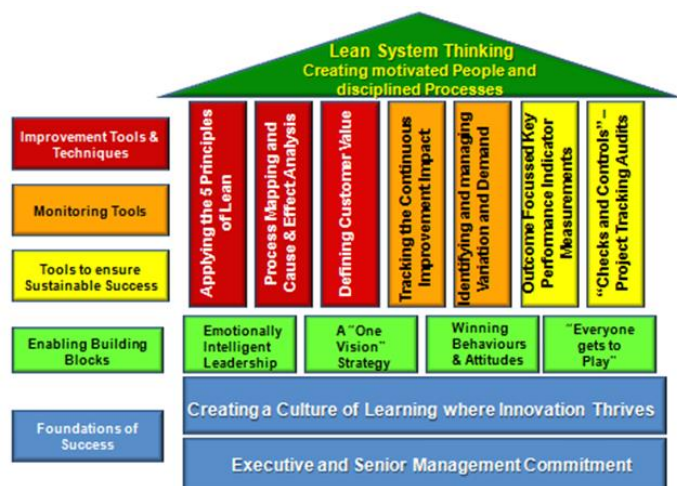 Lean System Thinking
Creating motivated People and
disciplined Processes
Improvement Tools &
Techniques
Monitoring Tools
Tools to ensure
Sustainable Success
Enabling Building
Blocks
Foundations of
Success
Applying the 5 Principles
of Lean
Process Mapping and
Cause & Effect Analysis
Defining Customer Value
Tracking the Continuous
Improvement Impact
Identifying and managing
Variation and Demand
Outcome Focussed Key
Performance Indicator
Measurements
“Checks and Controls” –
Project Tracking Audits
Emotionally
Intelligent
Leadership
A “One
Vision”
Strategy
Winning
Behaviours
& Attitudes
“Everyone
gets to
Play”
Creating a Culture of Learning where Innovation Thrives
Executive and Senior Management Commitment